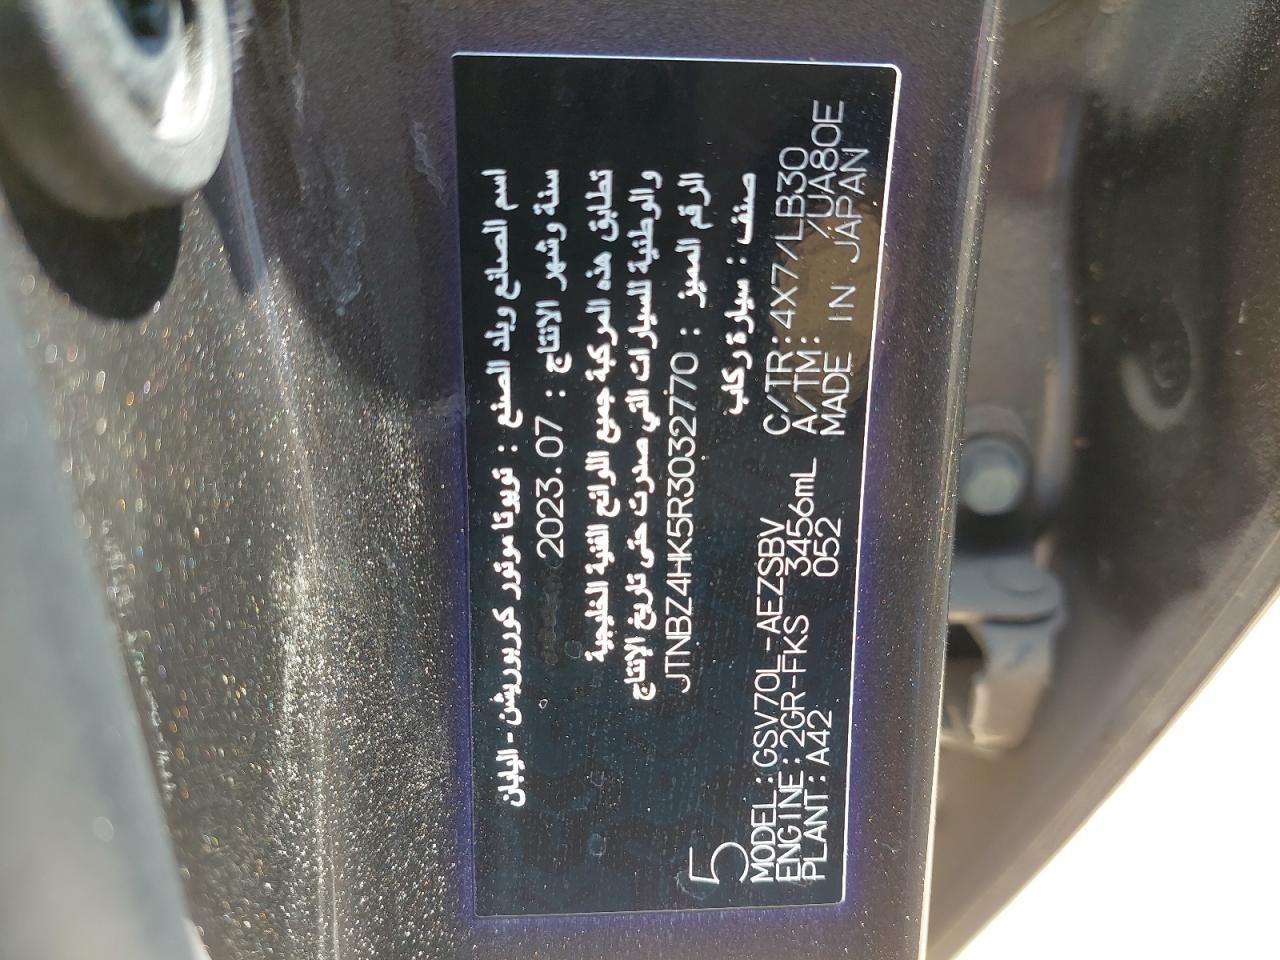 اسم الصانع وبلد الصنع : تويوتا موتور كوربوريشن - اليابان
سنة وشهر الانتاج : 2023.07
تطابق هذه المركبة جميع اللوائح الفنية الخليجية
والوطنية للسيارات التي صدرت حتى تاريخ الإنتاج
الرقم المميز : JTNBZ4HK5R3032770
صنف : سيارة ركاب
5
MODEL:GSV70L-AEZSBV C/TR:4X7/LB30
ENGINE:2GR-FKS 3456mL A/TM: /UA80E
PLANT:A42 052 MADE IN JAPAN